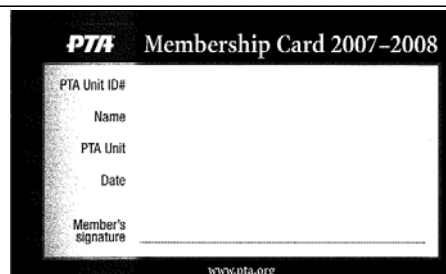 PTA Membership Card 2007–2008
PTA Unit ID#
Name
PTA Unit
Date
Member's
signature
www.pta.org